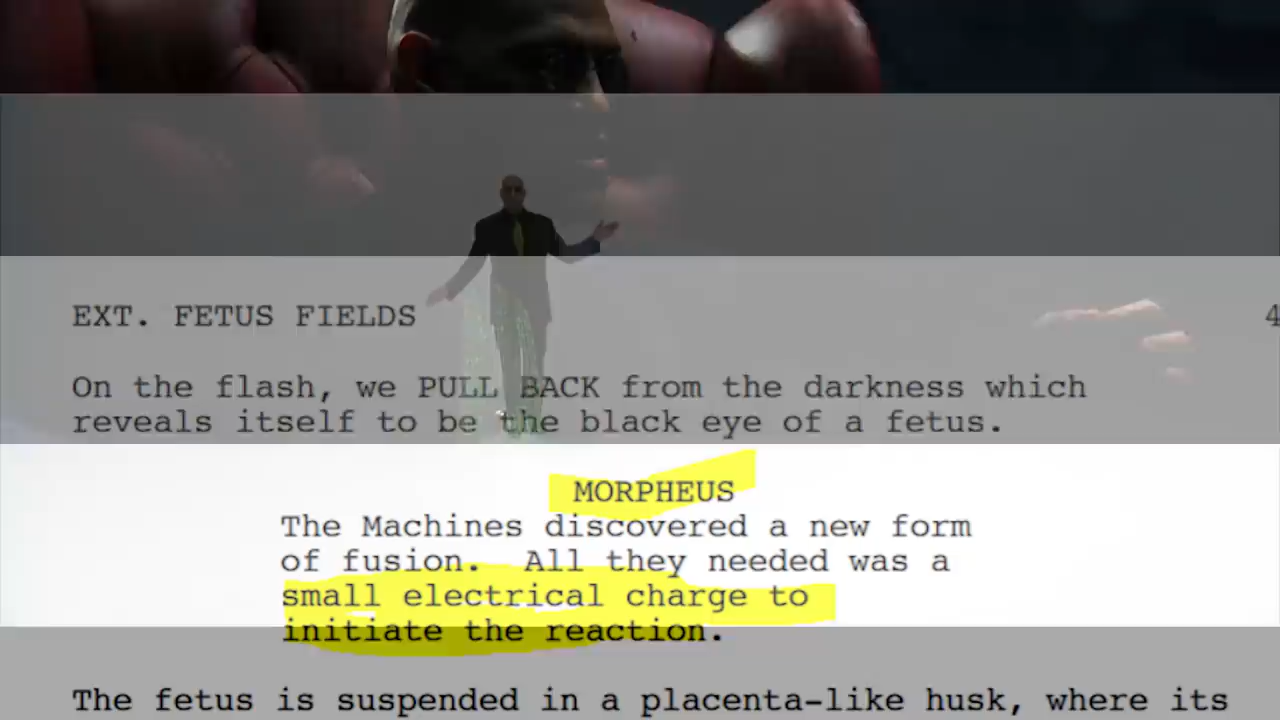 EXT. FETUS FIELDS 4
On the flash, we PULL BACK from the darkness which
reveals itself to be the black eye of a fetus.
MORPHEUS
The Machines discovered a new form
of fusion. All they needed was a
small electrical charge to
initiate the reaction.
The fetus is suspended in a placenta-like husk, where its